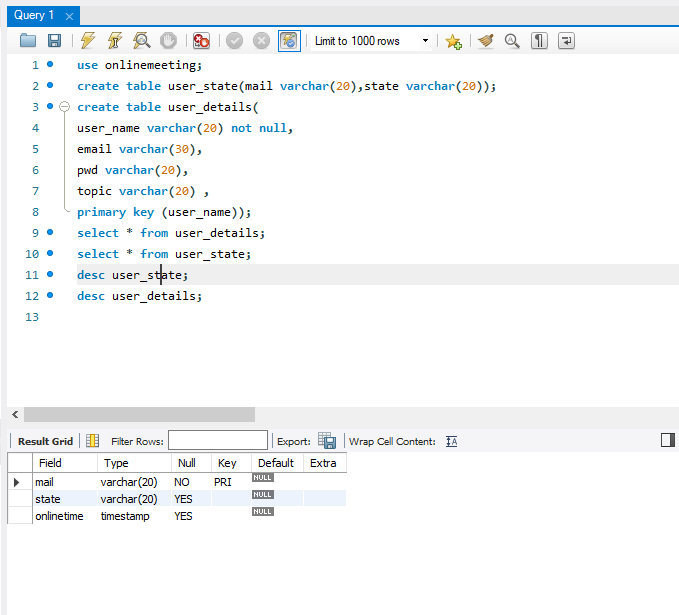 Query 1
Limit to 1000 rows
1 use onlinemeeting;
2 create table user_state(mail varchar(20),state varchar(20));
3 create table user_details(
4 user_name varchar(20) not null,
5 email varchar(30),
6 pwd varchar(20),
7 topic varchar(20) ,
8 primary key (user_name));
9 select * from user_details;
10 select * from user_state;
11 desc user_state;
12 desc user_details;
13
Result Grid Filter Rows: Export: Wrap Cell Content:
Field Type Null Key Default Extra
mail varchar(20) NO PRI NULL
state varchar(20) YES NULL
onlinetime timestamp YES NULL